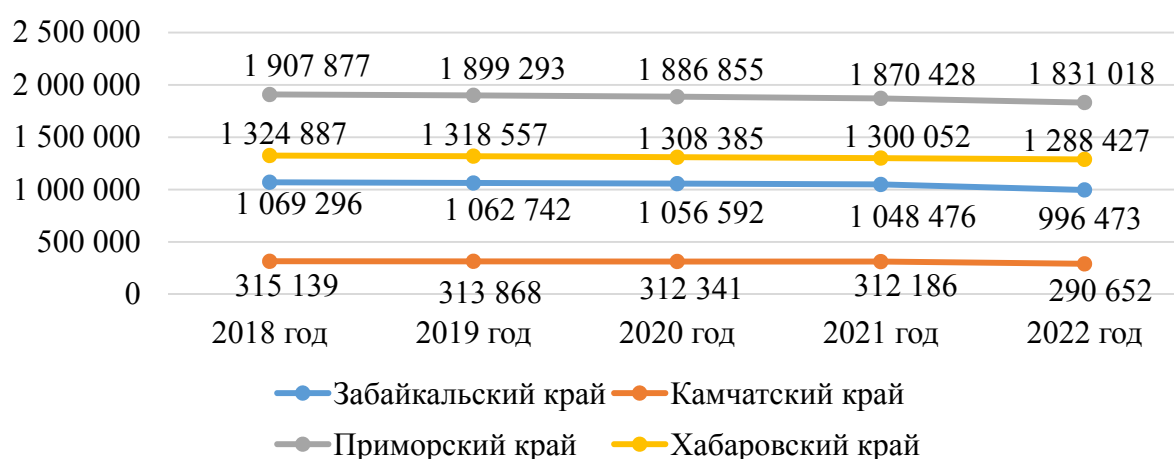 2 500 000
1 907 877 1 899 293 1 886 855 1 870 428 1 831 018
2 000 000
1 500 000
1 324 887 1 318 557 1 308 385 1 300 052 1 288 427
1 000 000
1 069 296 1 062 742 1 056 592 1 048 476 996 473
500 000
315 139 313 868 312 341 312 186 290 652
0
2018 год 2019 год 2020 год 2021 год 2022 год
Забайкальский край Камчатский край
Приморский край Хабаровский край